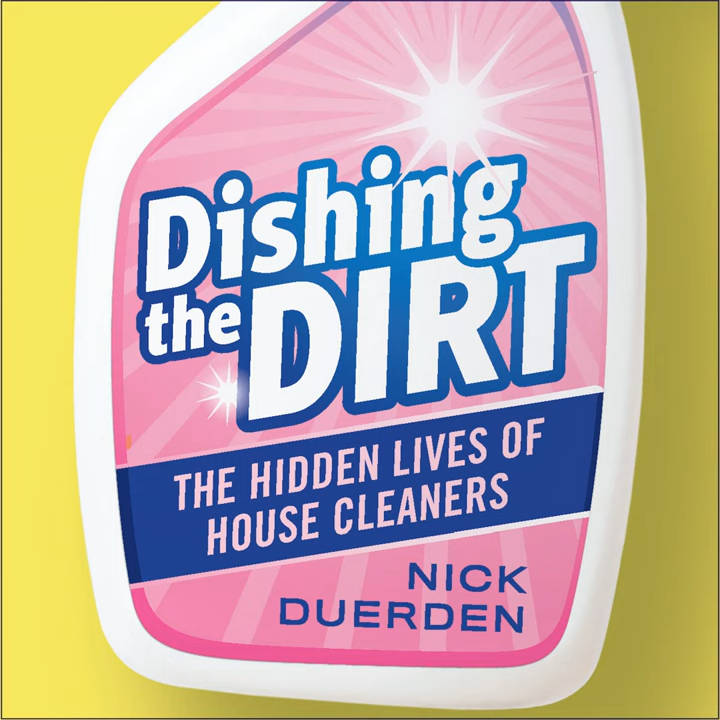 Dishing
the DIRT
THE HIDDEN LIVES OF
HOUSE CLEANERS
NICK
DUERDEN